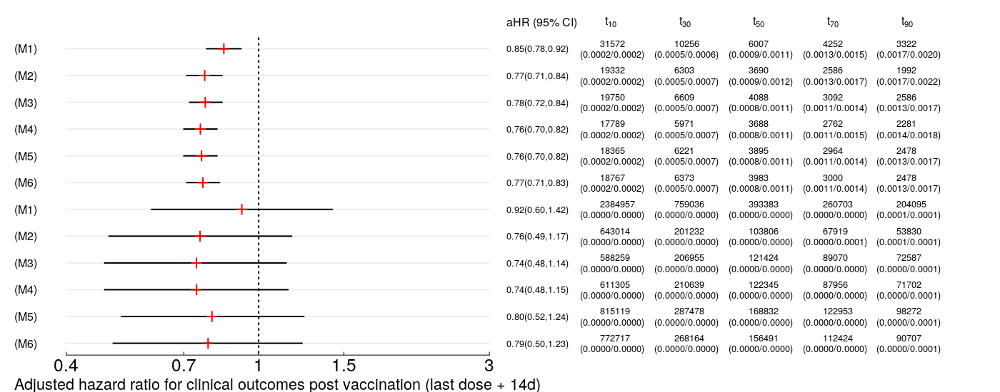 aHR (95% CI) t10 t30 t50 t70 t90
(M1) 0.85(0.78,0.92) 31572 10256 6007 4252 3322
(0.0002/0.0002) (0.0005/0.0006) (0.0009/0.0011) (0.0013/0.0015) (0.0017/0.0020)
(M2) 0.77(0.71,0.84) 19332 6303 3690 2586 1992
(0.0002/0.0002) (0.0005/0.0007) (0.0009/0.0012) (0.0013/0.0017) (0.0017/0.0022)
(M3) 0.78(0.72,0.84) 19750 6609 4088 3092 2586
(0.0002/0.0002) (0.0005/0.0007) (0.0008/0.0011) (0.0011/0.0014) (0.0013/0.0017)
(M4) 0.76(0.70,0.82) 17789 5971 3688 2762 2281
(0.0002/0.0002) (0.0005/0.0007) (0.0008/0.0011) (0.0011/0.0015) (0.0014/0.0018)
(M5) 0.76(0.70,0.82) 18365 6221 3895 2964 2478
(0.0002/0.0002) (0.0005/0.0007) (0.0008/0.0011) (0.0011/0.0014) (0.0013/0.0017)
(M6) 0.77(0.71,0.83) 18767 6373 3983 3000 2478
(0.0002/0.0002) (0.0005/0.0007) (0.0008/0.0011) (0.0011/0.0014) (0.0013/0.0017)
(M1) 0.92(0.60,1.42) 2384957 759036 393383 260703 204095
(0.0000/0.0000) (0.0000/0.0000) (0.0000/0.0000) (0.0000/0.0000) (0.0001/0.0001)
(M2) 0.76(0.49,1.17) 643014 201232 103806 67919 53830
(0.0000/0.0000) (0.0000/0.0000) (0.0000/0.0000) (0.0000/0.0001) (0.0001/0.0001)
(M3) 0.74(0.48,1.14) 588259 206955 121424 89070 72587
(0.0000/0.0000) (0.0000/0.0000) (0.0000/0.0000) (0.0000/0.0000) (0.0000/0.0001)
(M4) 0.74(0.48,1.15) 611305 210639 122345 87956 71702
(0.0000/0.0000) (0.0000/0.0000) (0.0000/0.0000) (0.0000/0.0000) (0.0000/0.0001)
(M5) 0.80(0.52,1.24) 815119 287478 168832 122953 98272
(0.0000/0.0000) (0.0000/0.0000) (0.0000/0.0000) (0.0000/0.0000) (0.0000/0.0001)
(M6) 0.79(0.50,1.23) 772717 268164 156491 112424 90707
(0.0000/0.0000) (0.0000/0.0000) (0.0000/0.0000) (0.0000/0.0000) (0.0000/0.0001)
0.4 0.7 1 1.5 3
Adjusted hazard ratio for clinical outcomes post vaccination (last dose + 14d)